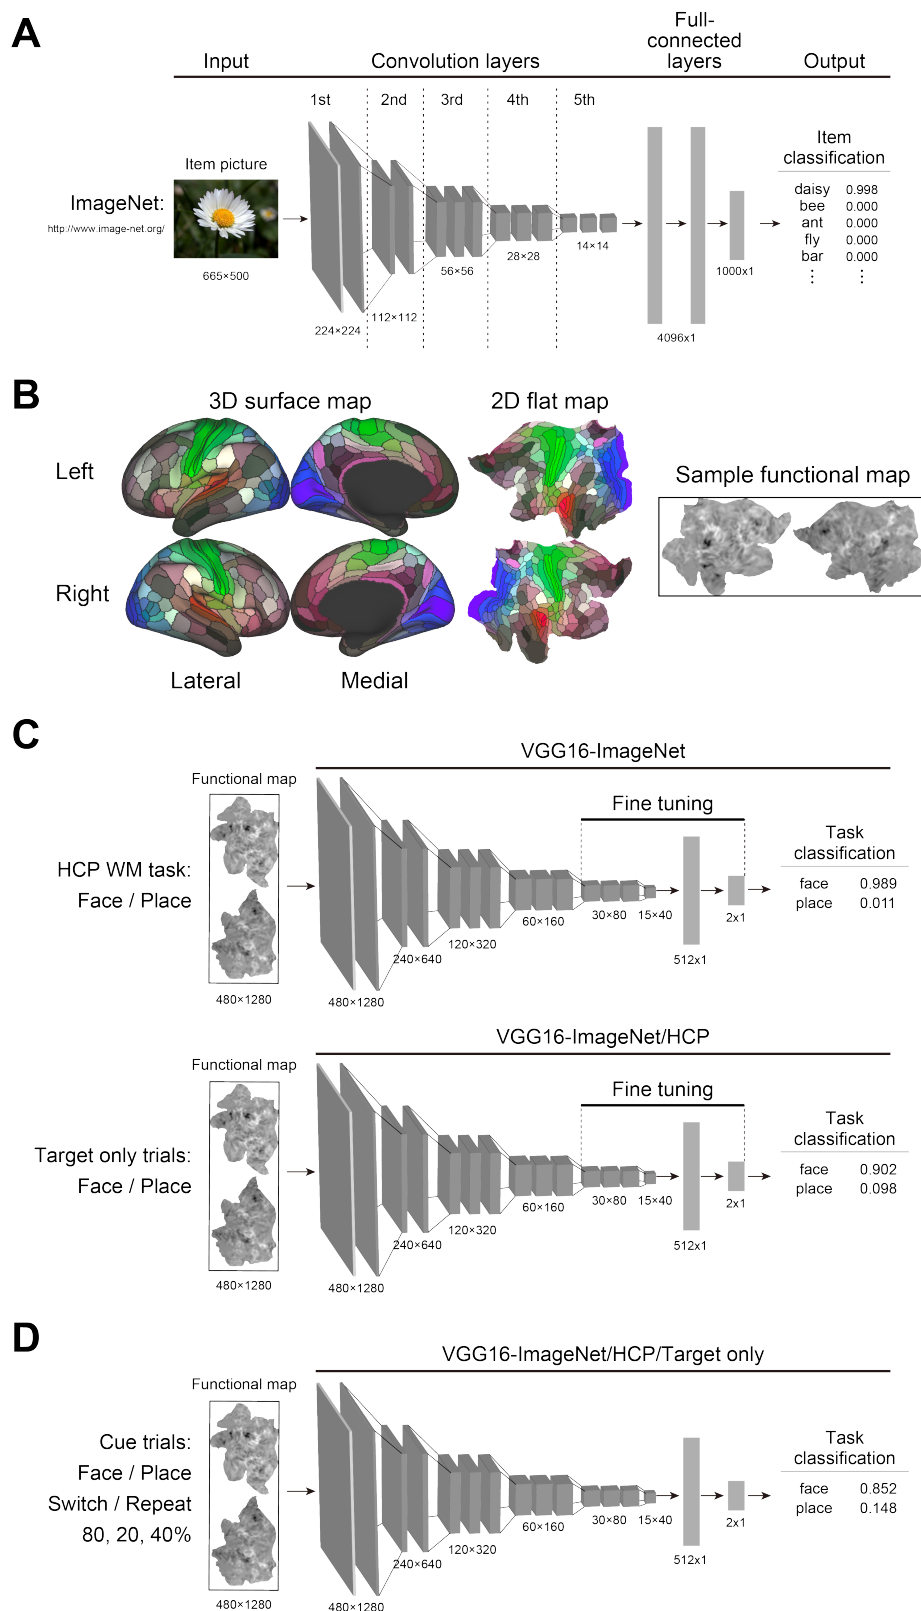 A
Input
Convolution layers
Full-
connected
layers
Output
1st
2nd
3rd
4th
5th
Item picture
ImageNet:
http://www.image-net.org/
665×500
224×224
112×112
56×56
28×28
14×14
4096x1
1000x1
Item
classification
daisy 0.998
bee 0.000
ant 0.000
fly 0.000
bar 0.000
⋮ ⋮
B
3D surface map
2D flat map
Left
Right
Lateral
Medial
Sample functional map
C
VGG16-ImageNet
Functional map
Fine tuning
HCP WM task:
Face / Place
480×1280
480×1280
240×640
120×320
60×160
30×80
15×40
512x1
2x1
Task
classification
face 0.989
place 0.011
VGG16-ImageNet/HCP
Functional map
Fine tuning
Target only trials:
Face / Place
480×1280
480×1280
240×640
120×320
60×160
30×80
15×40
512x1
2x1
Task
classification
face 0.902
place 0.098
D
VGG16-ImageNet/HCP/Target only
Functional map
Cue trials:
Face / Place
Switch / Repeat
80, 20, 40%
480×1280
480×1280
240×640
120×320
60×160
30×80
15×40
512x1
2x1
Task
classification
face 0.852
place 0.148